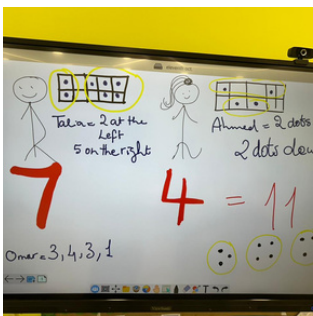 Talia = 2 at the
Left
5 on the right
Ahmed = 2 dots
2 dots
7
4 = 11
Omar = 3, 4, 3, 1